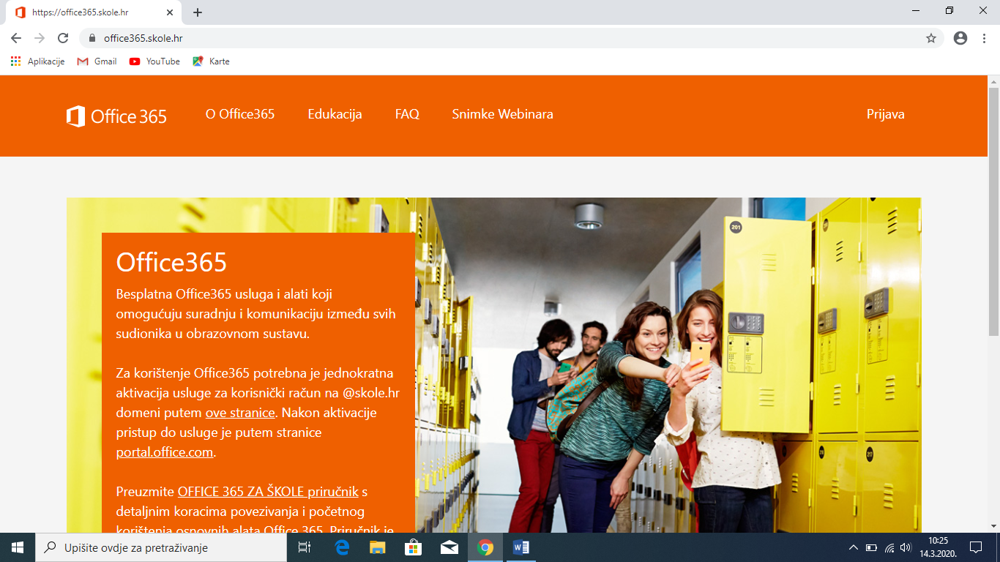 https://office365.skole.hr
office365.skole.hr
Aplikacije Gmail YouTube Karte
Office 365 O Office365 Edukacija FAQ Snimke Webinara Prijava
Office365
Besplatna Office365 usluga i alati koji
omogućuju suradnju i komunikaciju između svih
sudionika u obrazovnom sustavu.
Za korištenje Office365 potrebna je jednokratna
aktivacija usluge za korisnički račun na @skole.hr
domeni putem ove stranice. Nakon aktivacije
pristup do usluge je putem stranice
portal.office.com.
Preuzmite OFFICE 365 ZA ŠKOLE priručnik s
detaljnim koracima povezivanja i početnog
korištenja osnovnih alata Office 365. Priručnik je
201
217
Upišite ovdje za pretraživanje
10:25
14.3.2020.